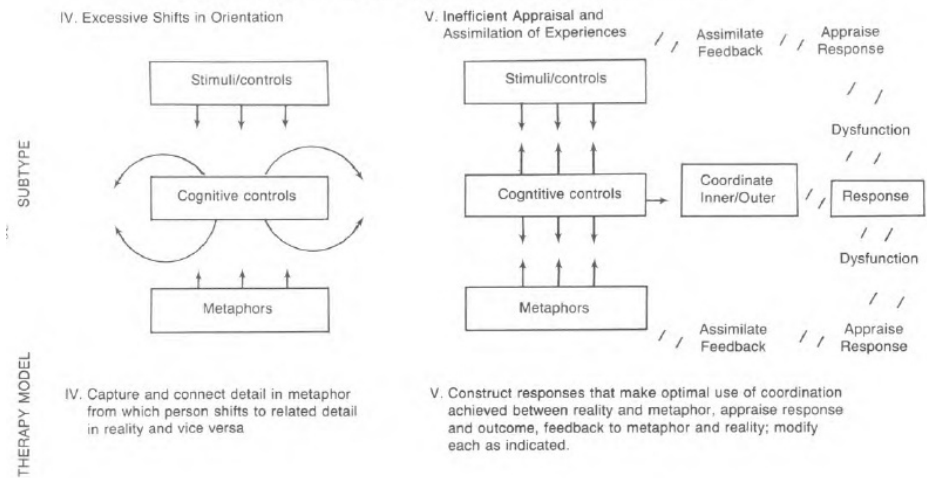 IV. Excessive Shifts in Orientation
Stimuli/controls
Cognitive controls
Metaphors
V. Inefficient Appraisal and
Assimilation of Experiences
Assimilate
Feedback
Appraise
Response
Stimuli/controls
Dysfunction
Cogntitive controls
Coordinate
Inner/Outer
Response
Dysfunction
Metaphors
Assimilate
Feedback
Appraise
Response
SUBTYPE
THERAPY MODEL
IV. Capture and connect detail in metaphor
from which person shifts to related detail
in reality and vice versa
V. Construct responses that make optimal use of coordination
achieved between reality and metaphor, appraise response
and outcome, feedback to metaphor and reality; modify
each as indicated.